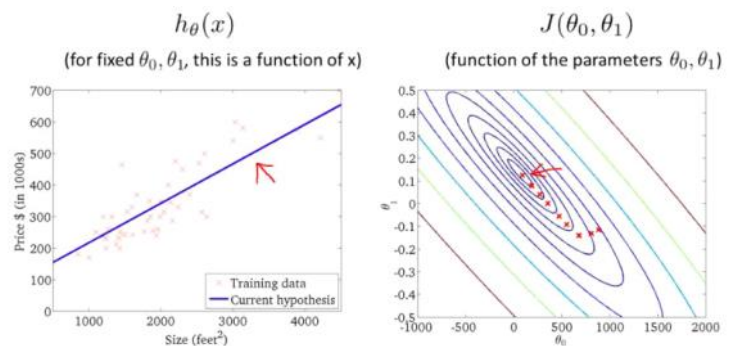 h_θ(x)
(for fixed θ₀, θ₁, this is a function of x)
700
600
500
400
300
200
100
0
Price $ (in 1000s)
1000 2000 3000 4000
Size (feet²)
Training data
Current hypothesis
J(θ₀, θ₁)
(function of the parameters θ₀, θ₁)
0.5
0.4
0.3
0.2
0.1
0
-0.1
-0.2
-0.3
-0.4
-0.5
θ₁
-1000 -500 0 500 1000 1500 2000
θ₀